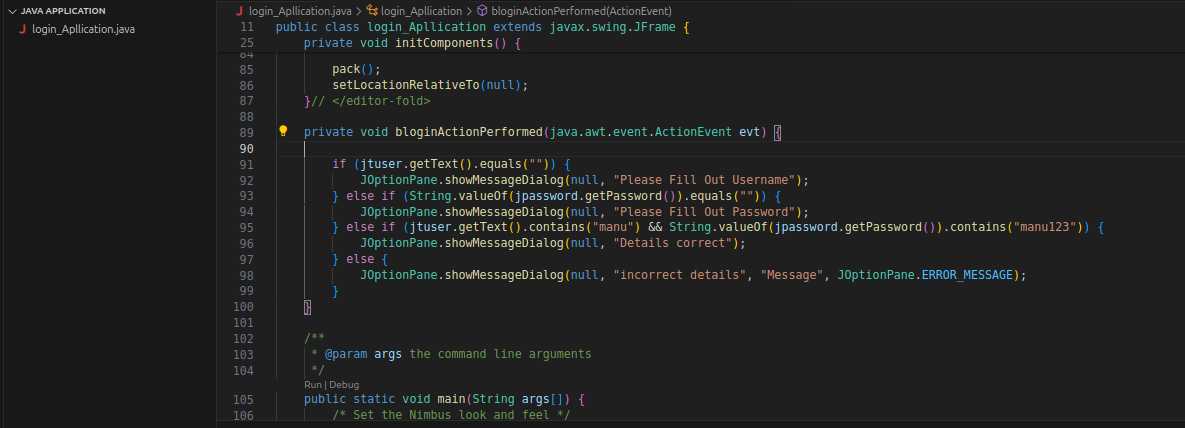 JAVA APPLICATION
login_Apllication.java
login_Apllication.java > login_Apllication > bloginActionPerformed(ActionEvent)
11 public class login_Apllication extends javax.swing.JFrame {
25 private void initComponents() {
84
85 pack();
86 setLocationRelativeTo(null);
87 }// </editor-fold>
88
89 private void bloginActionPerformed(java.awt.event.ActionEvent evt) {
90
91 if (jtuser.getText().equals("")) {
92 JOptionPane.showMessageDialog(null, "Please Fill Out Username");
93 } else if (String.valueOf(jpassword.getPassword()).equals("")) {
94 JOptionPane.showMessageDialog(null, "Please Fill Out Password");
95 } else if (jtuser.getText().contains("manu") && String.valueOf(jpassword.getPassword()).contains("manu123")) {
96 JOptionPane.showMessageDialog(null, "Details correct");
97 } else {
98 JOptionPane.showMessageDialog(null, "incorrect details", "Message", JOptionPane.ERROR_MESSAGE);
99 }
100 }
101
102 /**
103 * @param args the command line arguments
104 */
Run | Debug
105 public static void main(String args[]) {
106 /* Set the Nimbus look and feel */